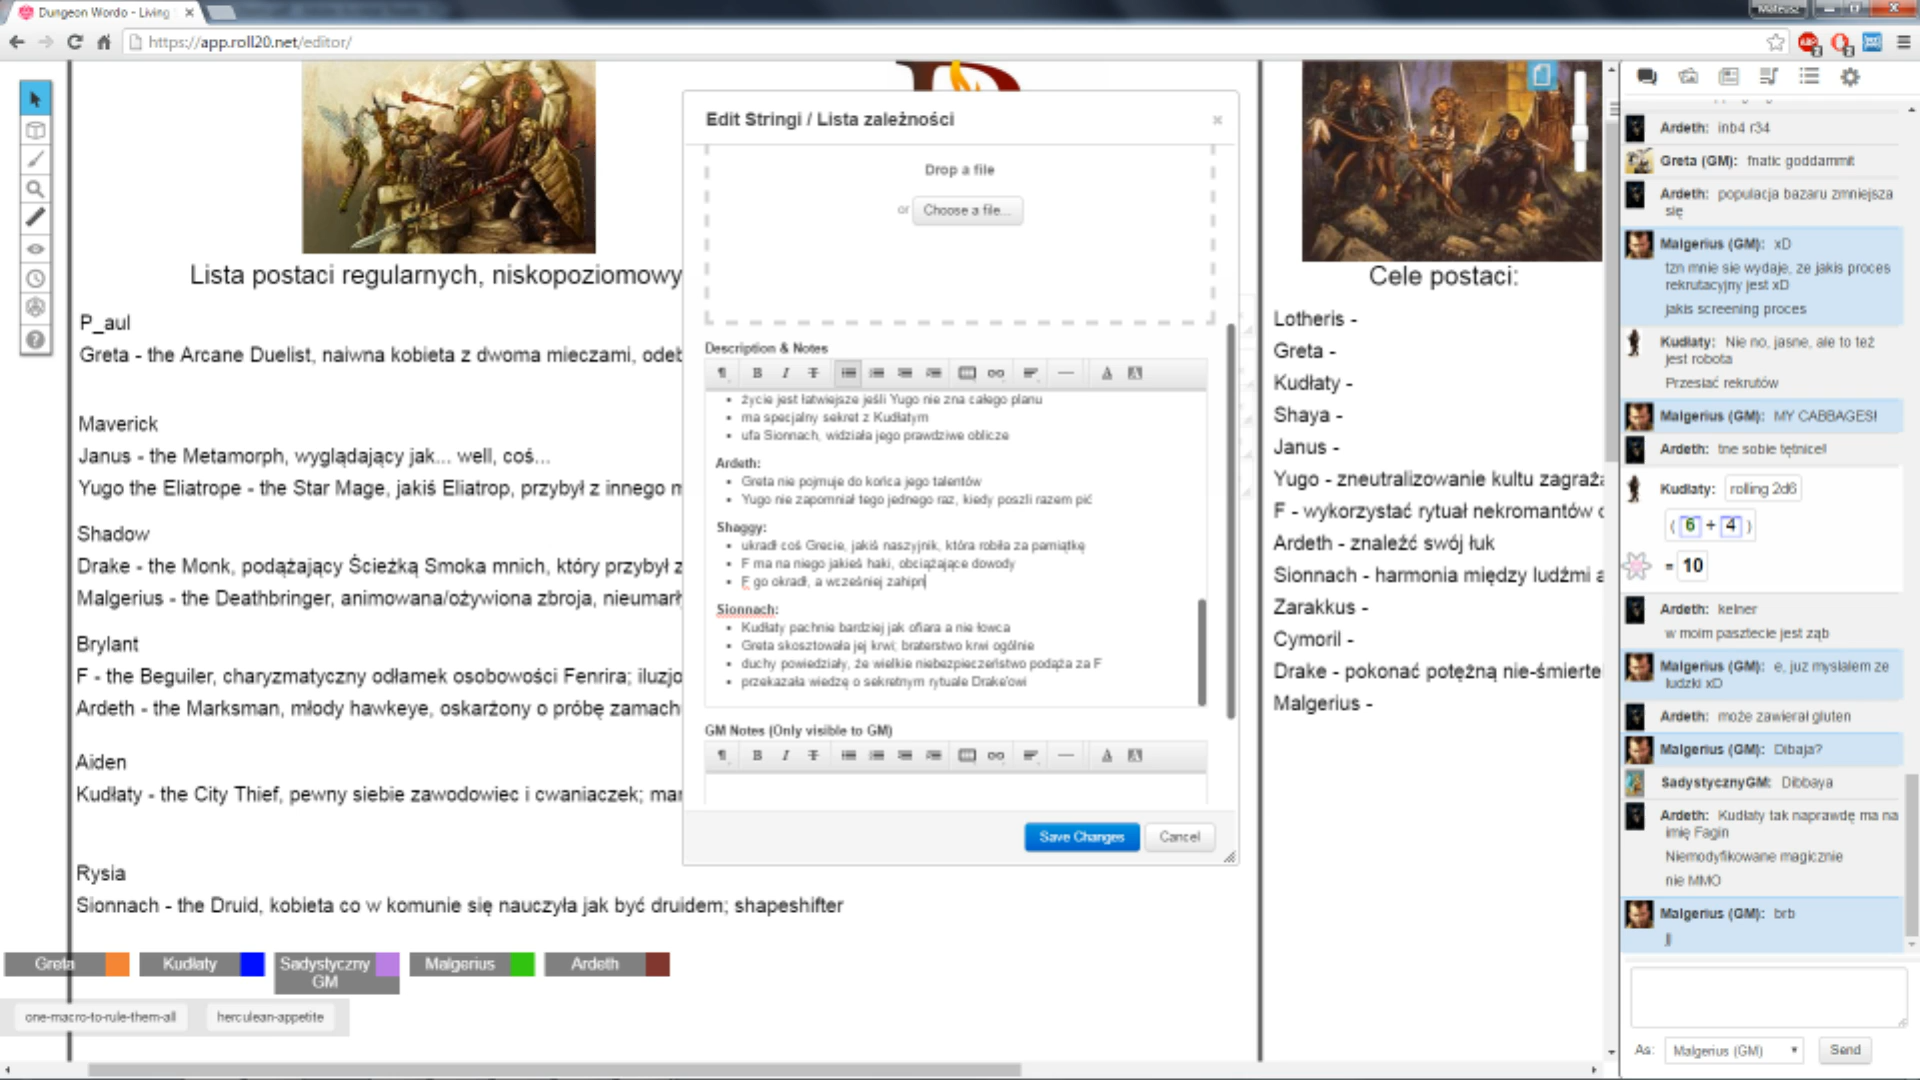 Dungeon Wordo - Living
Mateusz
https://app.roll20.net/editor/
Lista postaci regularnych, niskopoziomowy
P_aul
Greta - the Arcane Duelist, naiwna kobieta z dwoma mieczami, odeb
Maverick
Janus - the Metamorph, wyglądający jak... well, coś...
Yugo the Eliatrope - the Star Mage, jakiś Eliatrop, przybył z innego m
Shadow
Drake - the Monk, podążający Ścieżką Smoka mnich, który przybył z
Malgerius - the Deathbringer, animowana/ożywiona zbroja, nieumarł
Brylant
F - the Beguiler, charyzmatyczny odłamek osobowości Fenrira; iluzjo
Ardeth - the Marksman, młody hawkeye, oskarżony o próbę zamach
Aiden
Kudłaty - the City Thief, pewny siebie zawodowiec i cwaniaczek; mar
Rysia
Sionnach - the Druid, kobieta co w komunie się nauczyła jak być druidem; shapeshifter
Greta
Kudłaty
Sadystyczny
GM
Malgerius
Ardeth
one-macro-to-rule-them-all
herculean-appetite
Edit Stringi / Lista zależności
×
Drop a file
or Choose a file...
Description & Notes
życie jest łatwiejsze jeśli Yugo nie zna całego planu
ma specjalny sekret z Kudłatym
ufa Sionnach, widziała jego prawdziwe oblicze
Ardeth:
Greta nie pojmuje do końca jego talentów
Yugo nie zapomniał tego jednego raz, kiedy poszli razem pić
Shaggy:
ukradł coś Grecie, jakiś naszyjnik, która robiła za pamiątkę
F ma na niego jakieś haki, obciążające dowody
F go okradł, a wcześniej zahipn
Sionnach:
Kudłaty pachnie bardziej jak ofiara a nie łowca
Greta skosztowała jej krwi; braterstwo krwi ogólnie
duchy powiedziały, że wielkie niebezpieczeństwo podąża za F
przekazała wiedzę o sekretnym rytuale Drake'owi
GM Notes (Only visible to GM)
Save Changes
Cancel
Cele postaci:
Lotheris -
Greta -
Kudłaty -
Shaya -
Janus -
Yugo - zneutralizowanie kultu zagraża
F - wykorzystać rytuał nekromantów
Ardeth - znaleźć swój łuk
Sionnach - harmonia między ludźmi a
Zarakkus -
Cymoril -
Drake - pokonać potężną nie-śmierte
Malgerius -
Ardeth: inb4 r34
Greta (GM): fnatic goddammit
Ardeth: populacja bazaru zmniejsza
się
Malgerius (GM): xD
tzn mnie sie wydaje, ze jakis proces
rekrutacyjny jest xD
jakis screening proces
Kudłaty: Nie no, jasne, ale to też
jest robota
Przesiać rekrutów
Malgerius (GM): MY CABBAGES!
Ardeth: tne sobie tętnice!!
Kudłaty: rolling 2d6
(6+4)
= 10
Ardeth: kelner
w moim pasztecie jest ząb
Malgerius (GM): e, juz myslalem ze
ludzki xD
Ardeth: może zawierał gluten
Malgerius (GM): Dibaja?
SadystycznyGM: Dibbaya
Ardeth: Kudłaty tak naprawdę ma na
imię Fagin
Niemodyfikowane magicznie
nie MMO
Malgerius (GM): brb
jj
As: Malgerius (GM)
Send